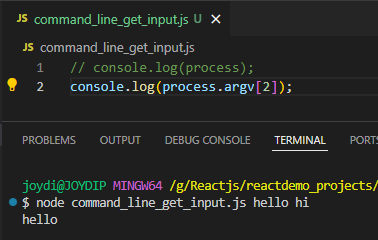 JS command_line_get_input.js U ×
JS command_line_get_input.js
1 // console.log(process);
2 console.log(process.argv[2]);
PROBLEMS OUTPUT DEBUG CONSOLE TERMINAL PORTS
joydi@JOYDIP MINGW64 /g/Reactjs/reactdemo_projects/
$ node command_line_get_input.js hello hi
hello